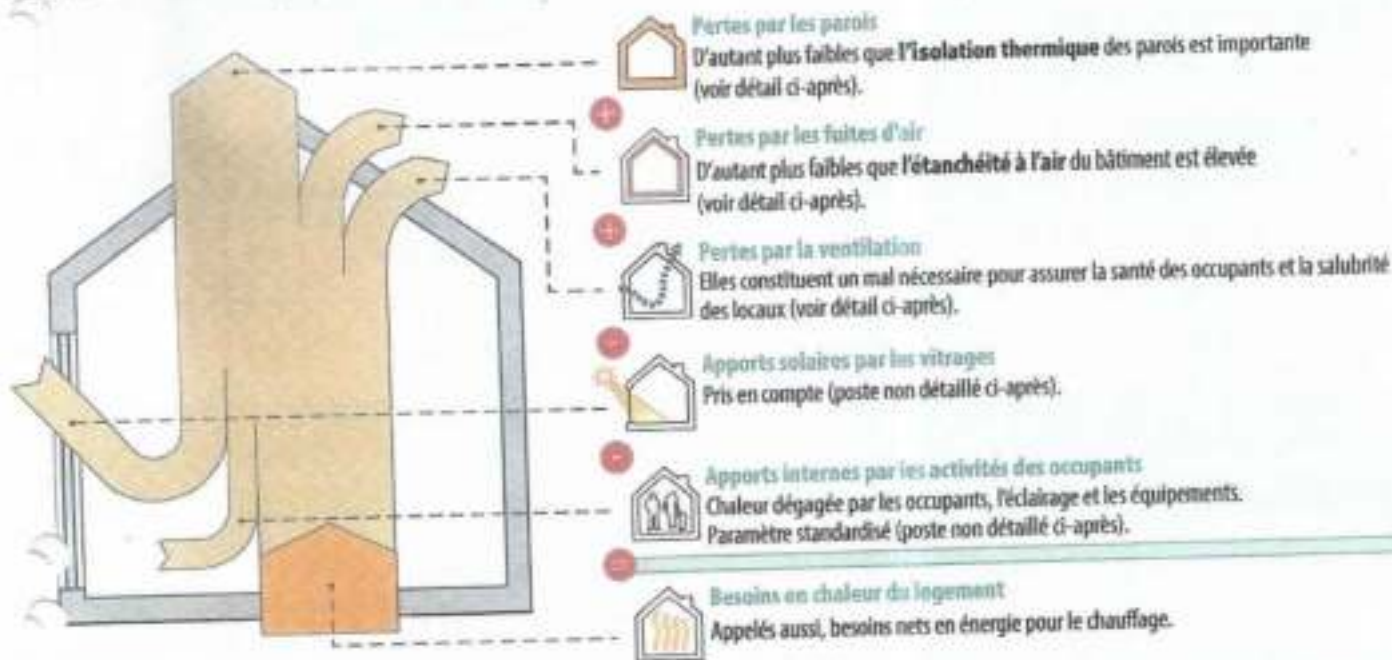 Pertes par les parois
D'autant plus faibles que l'isolation thermique des parois est importante
(voir détail ci-après).
+
Pertes par les fuites d'air
D'autant plus faibles que l'étanchéité à l'air du bâtiment est élevée
(voir détail ci-après).
+
Pertes par la ventilation
Elles constituent un mal nécessaire pour assurer la santé des occupants et la salubrité
des locaux (voir détail ci-après).
-
Apports solaires par les vitrages
Pris en compte (poste non détaillé ci-après).
-
Apports internes par les activités des occupants
Chaleur dégagée par les occupants, l'éclairage et les équipements.
Paramètre standardisé (poste non détaillé ci-après).
=
Besoins en chaleur du logement
Appelés aussi, besoins nets en énergie pour le chauffage.